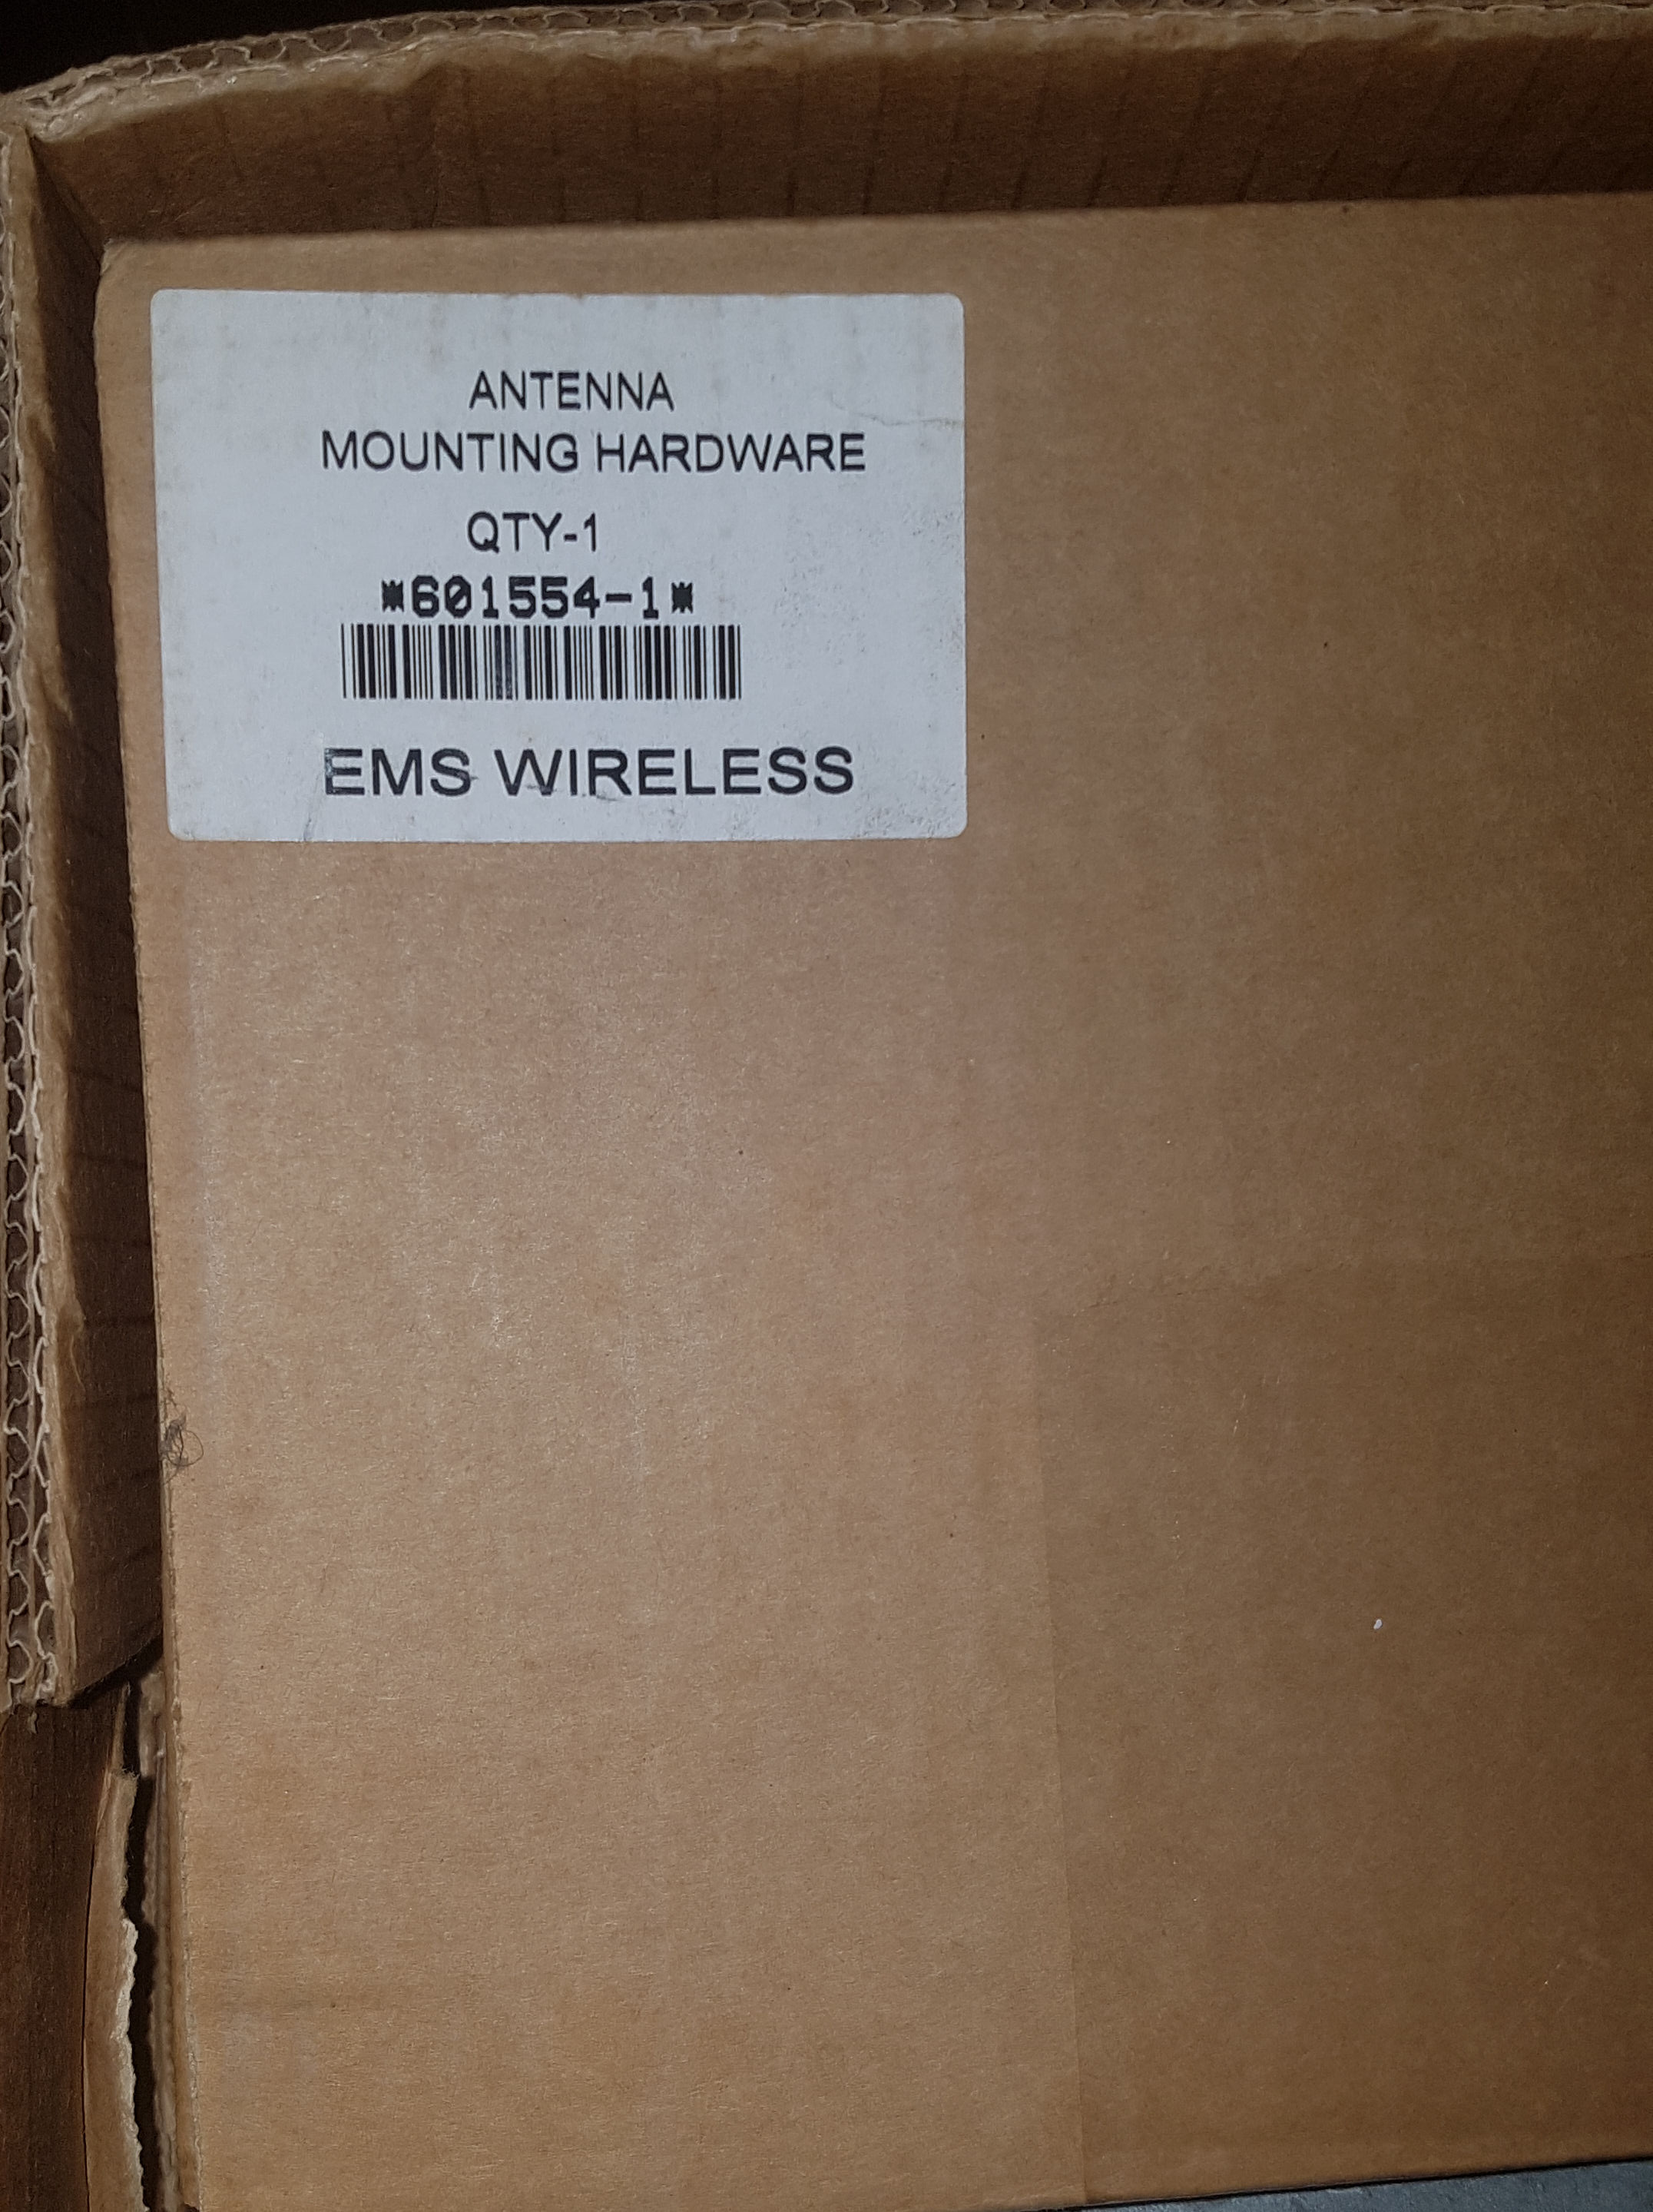 ANTENNA
MOUNTING HARDWARE
QTY-1
*601554-1*
EMS WIRELESS